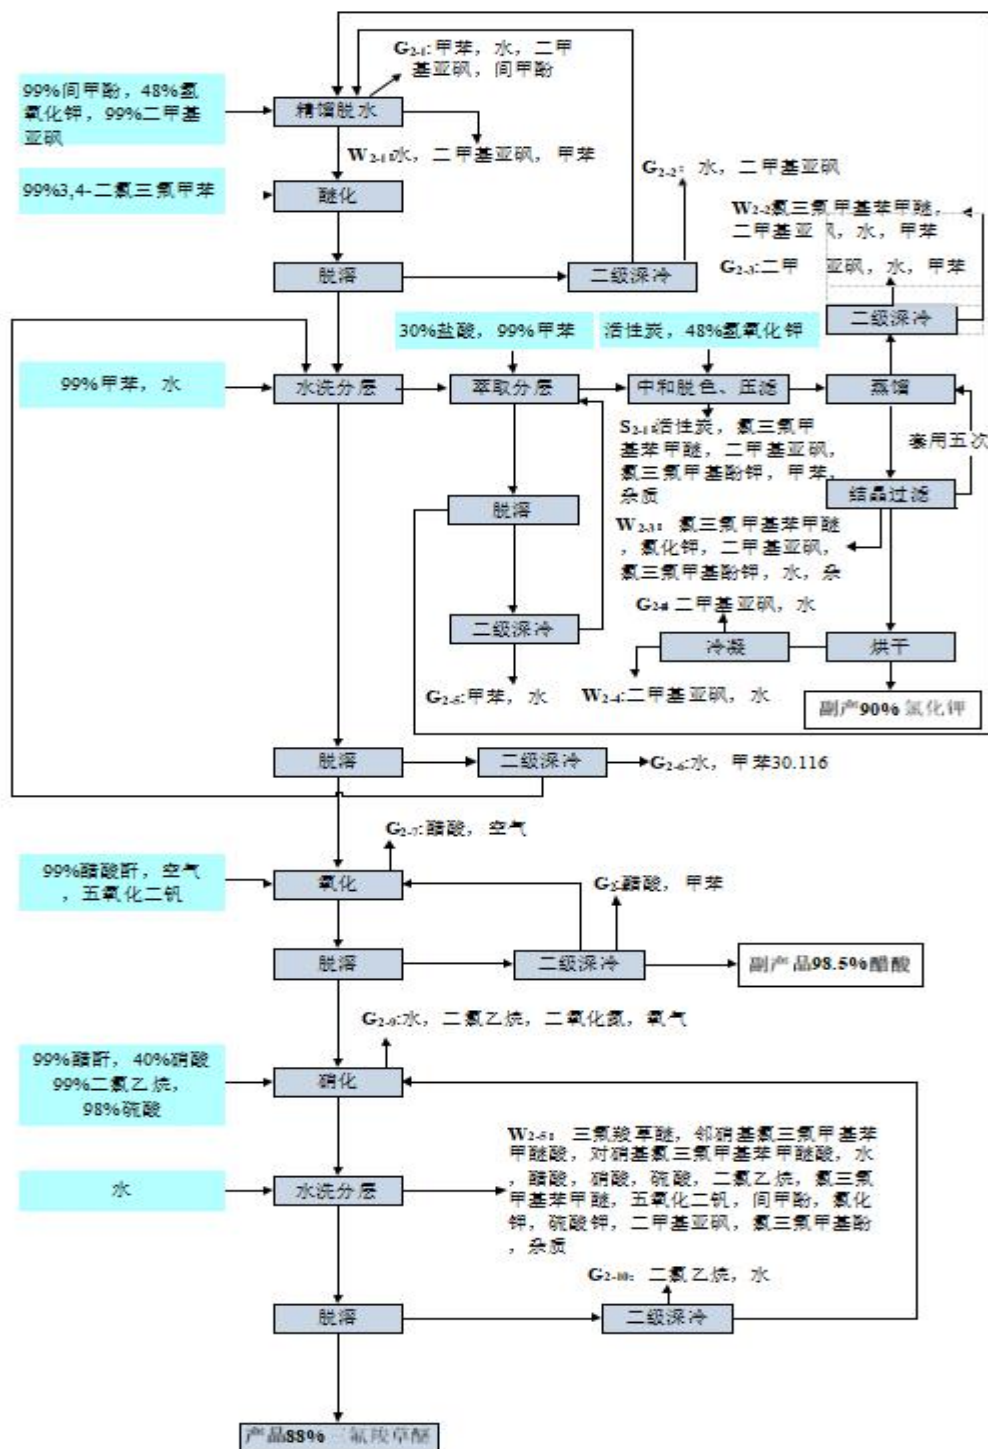 G₂₋₁:甲苯，水，二甲
基亚砜，间甲酚
99%间甲酚，48%氢
氧化钾，99%二甲基
亚砜
精馏脱水
W₂₋₁:水，二甲基亚砜，甲苯
G₂₋₂：水，二甲基亚砜
99%3,4-二氯三氟甲苯
醚化
W₂₋₂氯三氟甲基苯甲醚，
二甲基亚砜，水，甲苯
G₂₋₃:二甲 亚砜，水，甲苯
脱溶
二级深冷
二级深冷
30%盐酸，99%甲苯
活性炭，48%氢氧化钾
99%甲苯，水
水洗分层
萃取分层
中和脱色、压滤
蒸馏
S₂₋₁:活性炭，氯三氟甲
基苯甲醚，二甲基亚砜，
氯三氟甲基酚钾，甲苯，
杂质
套用五次
脱溶
结晶过滤
W₂₋₃：氯三氟甲基苯甲醚
，氯化钾，二甲基亚砜，
氯三氟甲基酚钾，水，杂
G₂₋₄ 二甲基亚砜，水
二级深冷
冷凝
烘干
G₂₋₅:甲苯，水
W₂₋₄:二甲基亚砜，水
副产90%氯化钾
脱溶
二级深冷
G₂₋₆:水，甲苯30.116
G₂₋₇:醋酸，空气
99%醋酸酐，空气
，五氧化二钒
氧化
G₂₋:醋酸，甲苯
脱溶
二级深冷
副产品98.5%醋酸
G₂₋₉:水，二氯乙烷，二氧化氮，氧气
99%醋酐，40%硝酸
99%二氯乙烷，
98%硫酸
硝化
W₂₋₅：三氟羧草醚，邻硝基氯三氟甲基苯
甲醚酸，对硝基氯三氟甲基苯甲醚酸，水
，醋酸，硝酸，硫酸，二氯乙烷，氯三氟
甲基苯甲醚，五氧化二钒，间甲酚，氯化
钾，硫酸钾，二甲基亚砜，氯三氟甲基酚
，杂质
水
水洗分层
G₂₋₁₀：二氯乙烷，水
脱溶
二级深冷
产品88%三氟羧草醚